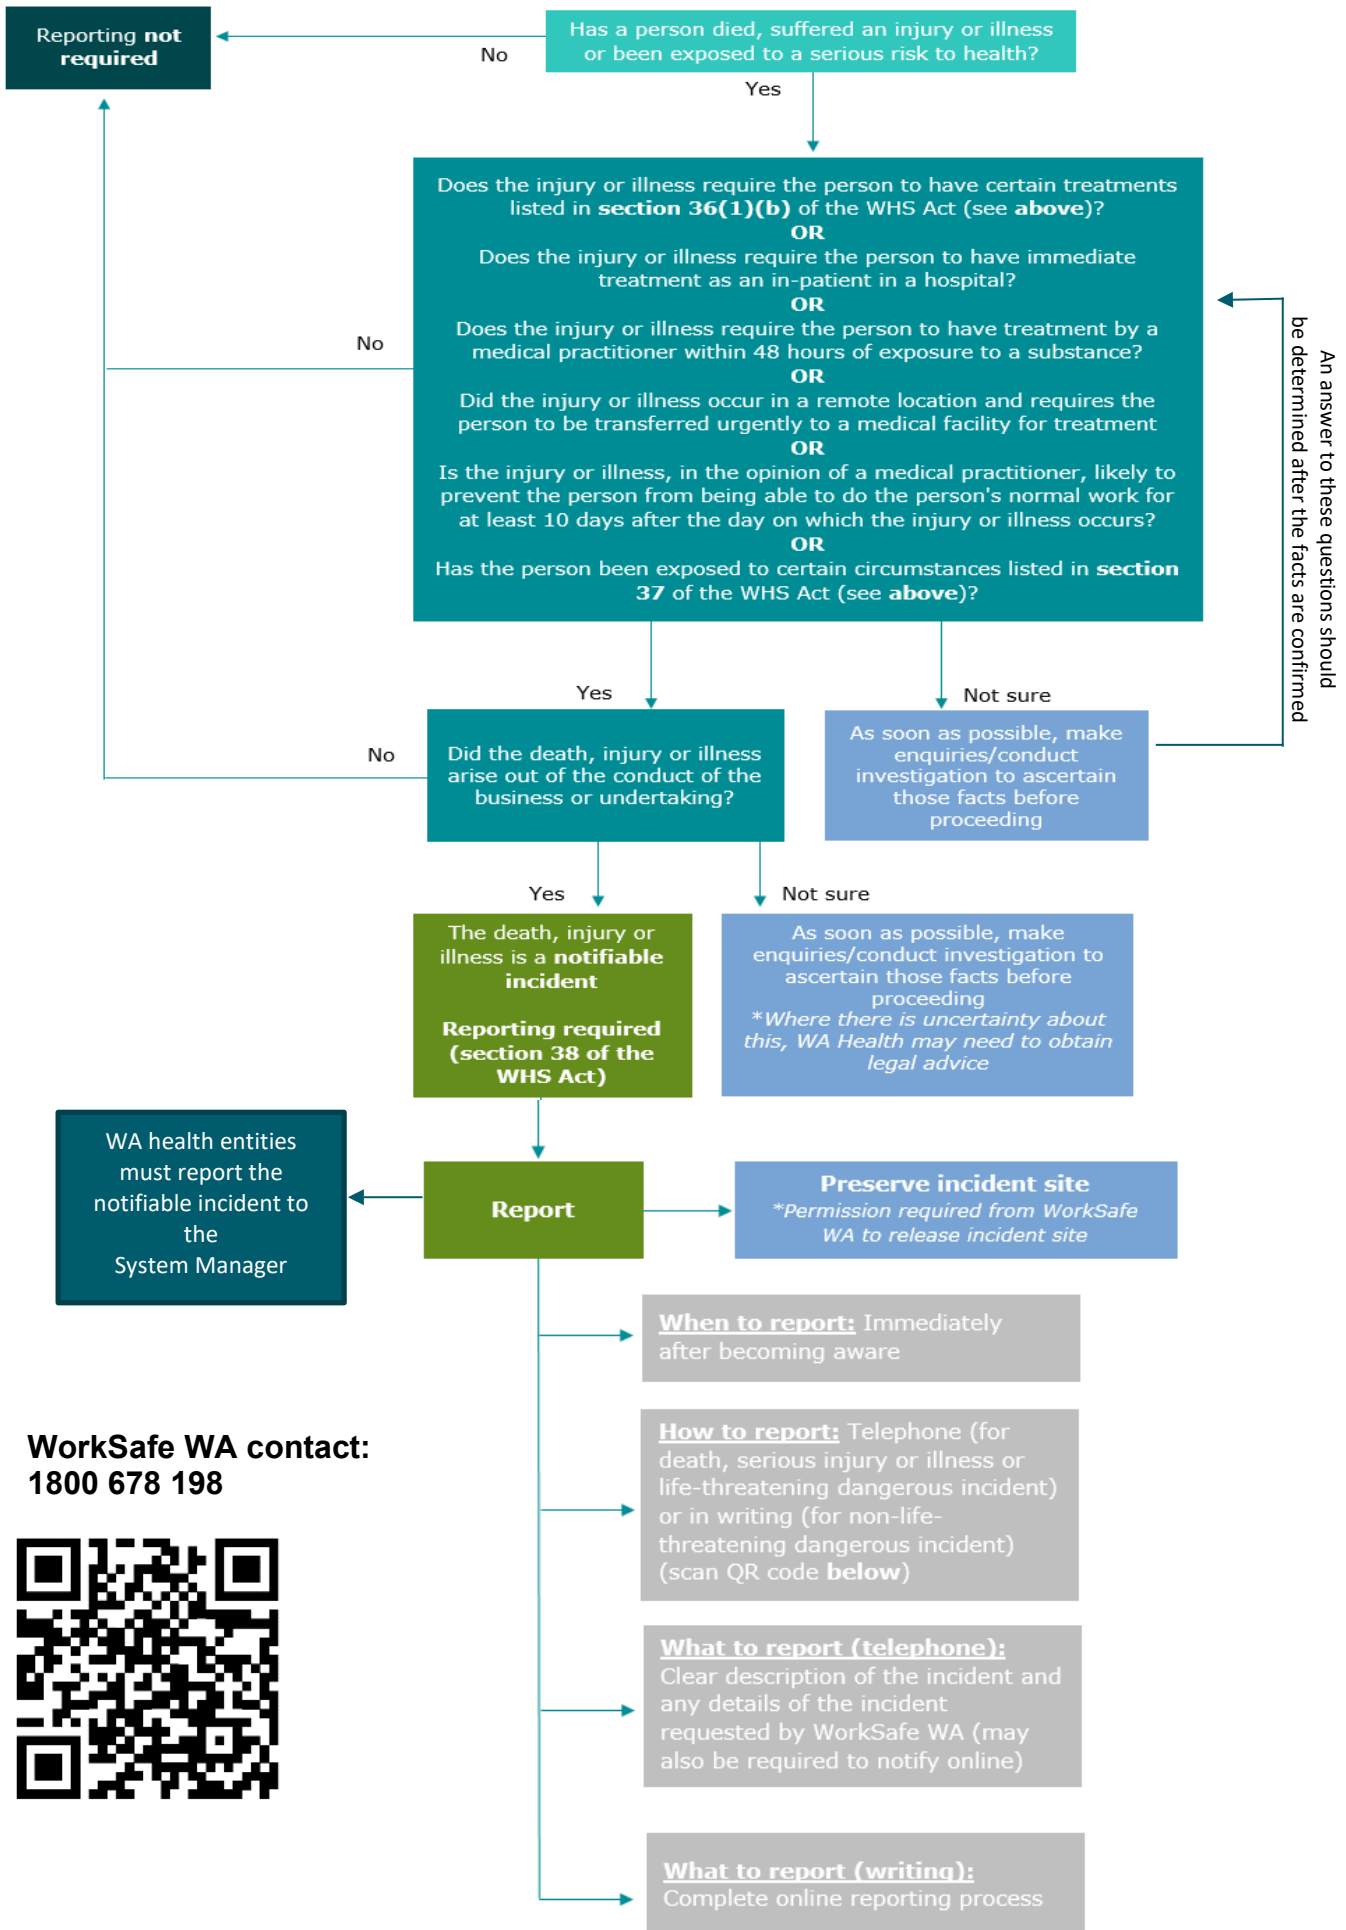 Reporting not
required
Has a person died, suffered an injury or illness
or been exposed to a serious risk to health?
No
Yes
Does the injury or illness require the person to have certain treatments
listed in section 36(1)(b) of the WHS Act (see above)?
OR
Does the injury or illness require the person to have immediate
treatment as an in-patient in a hospital?
OR
Does the injury or illness require the person to have treatment by a
medical practitioner within 48 hours of exposure to a substance?
OR
Did the injury or illness occur in a remote location and requires the
person to be transferred urgently to a medical facility for treatment
OR
Is the injury or illness, in the opinion of a medical practitioner, likely to
prevent the person from being able to do the person's normal work for
at least 10 days after the day on which the injury or illness occurs?
OR
Has the person been exposed to certain circumstances listed in section
37 of the WHS Act (see above)?
No
An answer to these questions should
be determined after the facts are confirmed
Yes
Not sure
No
Did the death, injury or illness
arise out of the conduct of the
business or undertaking?
As soon as possible, make
enquiries/conduct
investigation to ascertain
those facts before
proceeding
Yes
Not sure
The death, injury or
illness is a notifiable
incident
Reporting required
(section 38 of the
WHS Act)
As soon as possible, make
enquiries/conduct investigation to
ascertain those facts before
proceeding
*Where there is uncertainty about
this, WA Health may need to obtain
legal advice
WA health entities
must report the
notifiable incident to
the
System Manager
Report
Preserve incident site
*Permission required from WorkSafe
WA to release incident site
When to report: Immediately
after becoming aware
How to report: Telephone (for
death, serious injury or illness or
life-threatening dangerous incident)
or in writing (for non-life-
threatening dangerous incident)
(scan QR code below)
What to report (telephone):
Clear description of the incident and
any details of the incident
requested by WorkSafe WA (may
also be required to notify online)
What to report (writing):
Complete online reporting process
WorkSafe WA contact:
1800 678 198